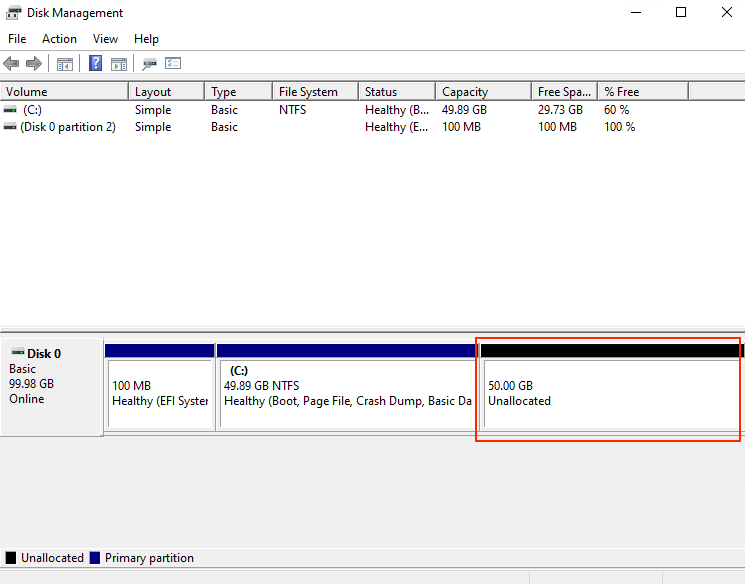 Disk Management
File Action View Help
Volume Layout Type File System Status Capacity Free Spa... % Free
(C:) Simple Basic NTFS Healthy (B... 49.89 GB 29.73 GB 60 %
(Disk 0 partition 2) Simple Basic Healthy (E... 100 MB 100 MB 100 %
Disk 0
Basic
99.98 GB
Online
100 MB
Healthy (EFI System
(C:)
49.89 GB NTFS
Healthy (Boot, Page File, Crash Dump, Basic Da
50.00 GB
Unallocated
Unallocated Primary partition